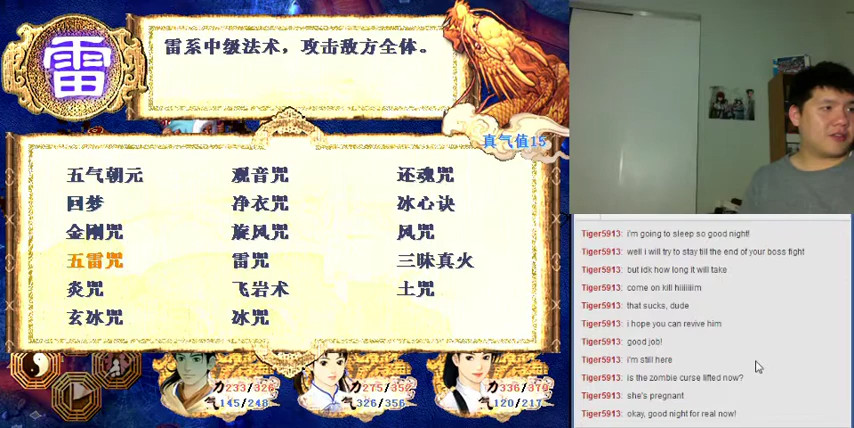 雷
雷系中级法术，攻击敌方全体。
真气值15
五气朝元 观音咒 还魂咒
回梦 净衣咒 冰心诀
金刚咒 旋风咒 风咒
五雷咒 雷咒 三昧真火
炎咒 飞岩术 土咒
玄冰咒 冰咒
力233/326 力275/356 力336/370
气145/248 气326/356 气120/217
Tiger5913: i'm going to sleep so good night!
Tiger5913: well i will try to stay till the end of your boss fight
Tiger5913: but idk how long it will take
Tiger5913: come on kill hiiiiiim
Tiger5913: that sucks, dude
Tiger5913: i hope you can revive him
Tiger5913: good job!
Tiger5913: i'm still here
Tiger5913: is the zombie curse lifted now?
Tiger5913: she's pregnant
Tiger5913: okay, good night for real now!